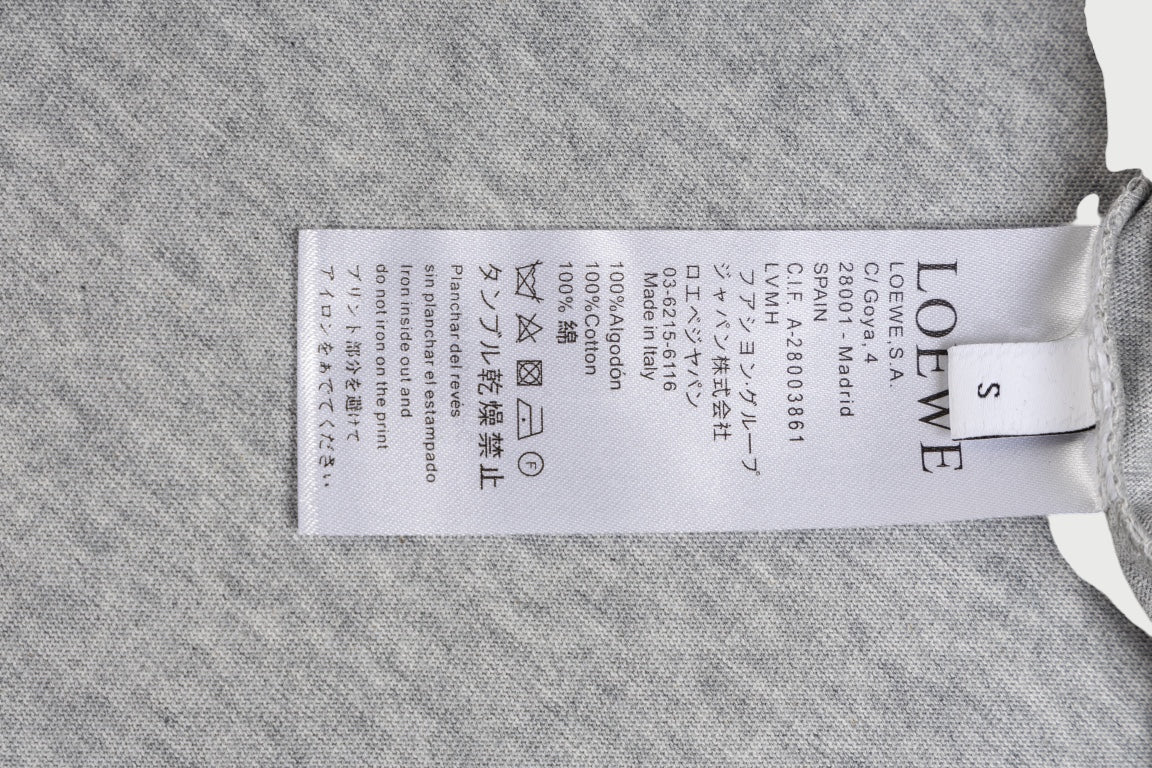 LOEWE
S
LOEWE, S.A.
C/ Goya, 4
28001 - Madrid
SPAIN
C.I.F. A-28003861
LVMH
フアション・グループ
ジャパン株式会社
ロエベジヤパン
03-6215-6116
Made in Italy
100%Algodón
100%Cotton
100% 綿
F
タンブル乾燥禁止
Planchar del revés
sin planchar el estampado
Iron inside out and
do not iron on the print
プリント部分を避けて
アイロンをあててください